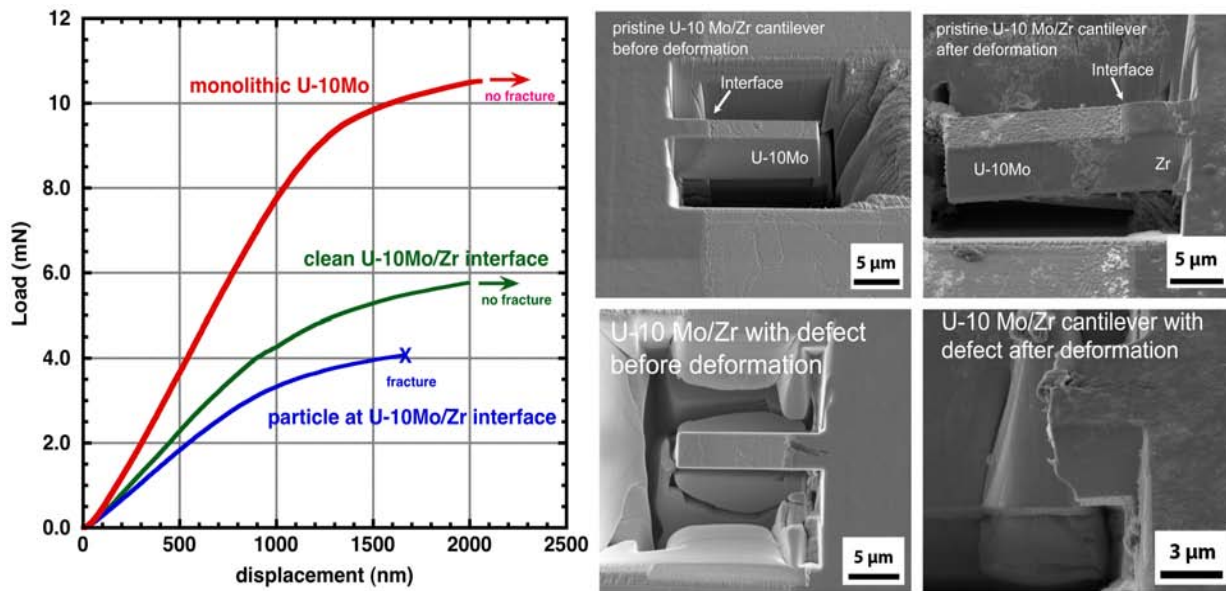 12
10
8.0
6.0
4.0
2.0
0.0
Load (mN)
0
500
1000
1500
2000
2500
displacement (nm)
monolithic U-10Mo
no fracture
clean U-10Mo/Zr interface
no fracture
X
fracture
particle at U-10Mo/Zr interface
pristine U-10 Mo/Zr cantilever
before deformation
Interface
U-10Mo
5 µm
pristine U-10 Mo/Zr cantilever
after deformation
Interface
U-10Mo
Zr
5 µm
U-10 Mo/Zr with defect
before deformation
5 µm
U-10 Mo/Zr cantilever with
defect after deformation
3 µm